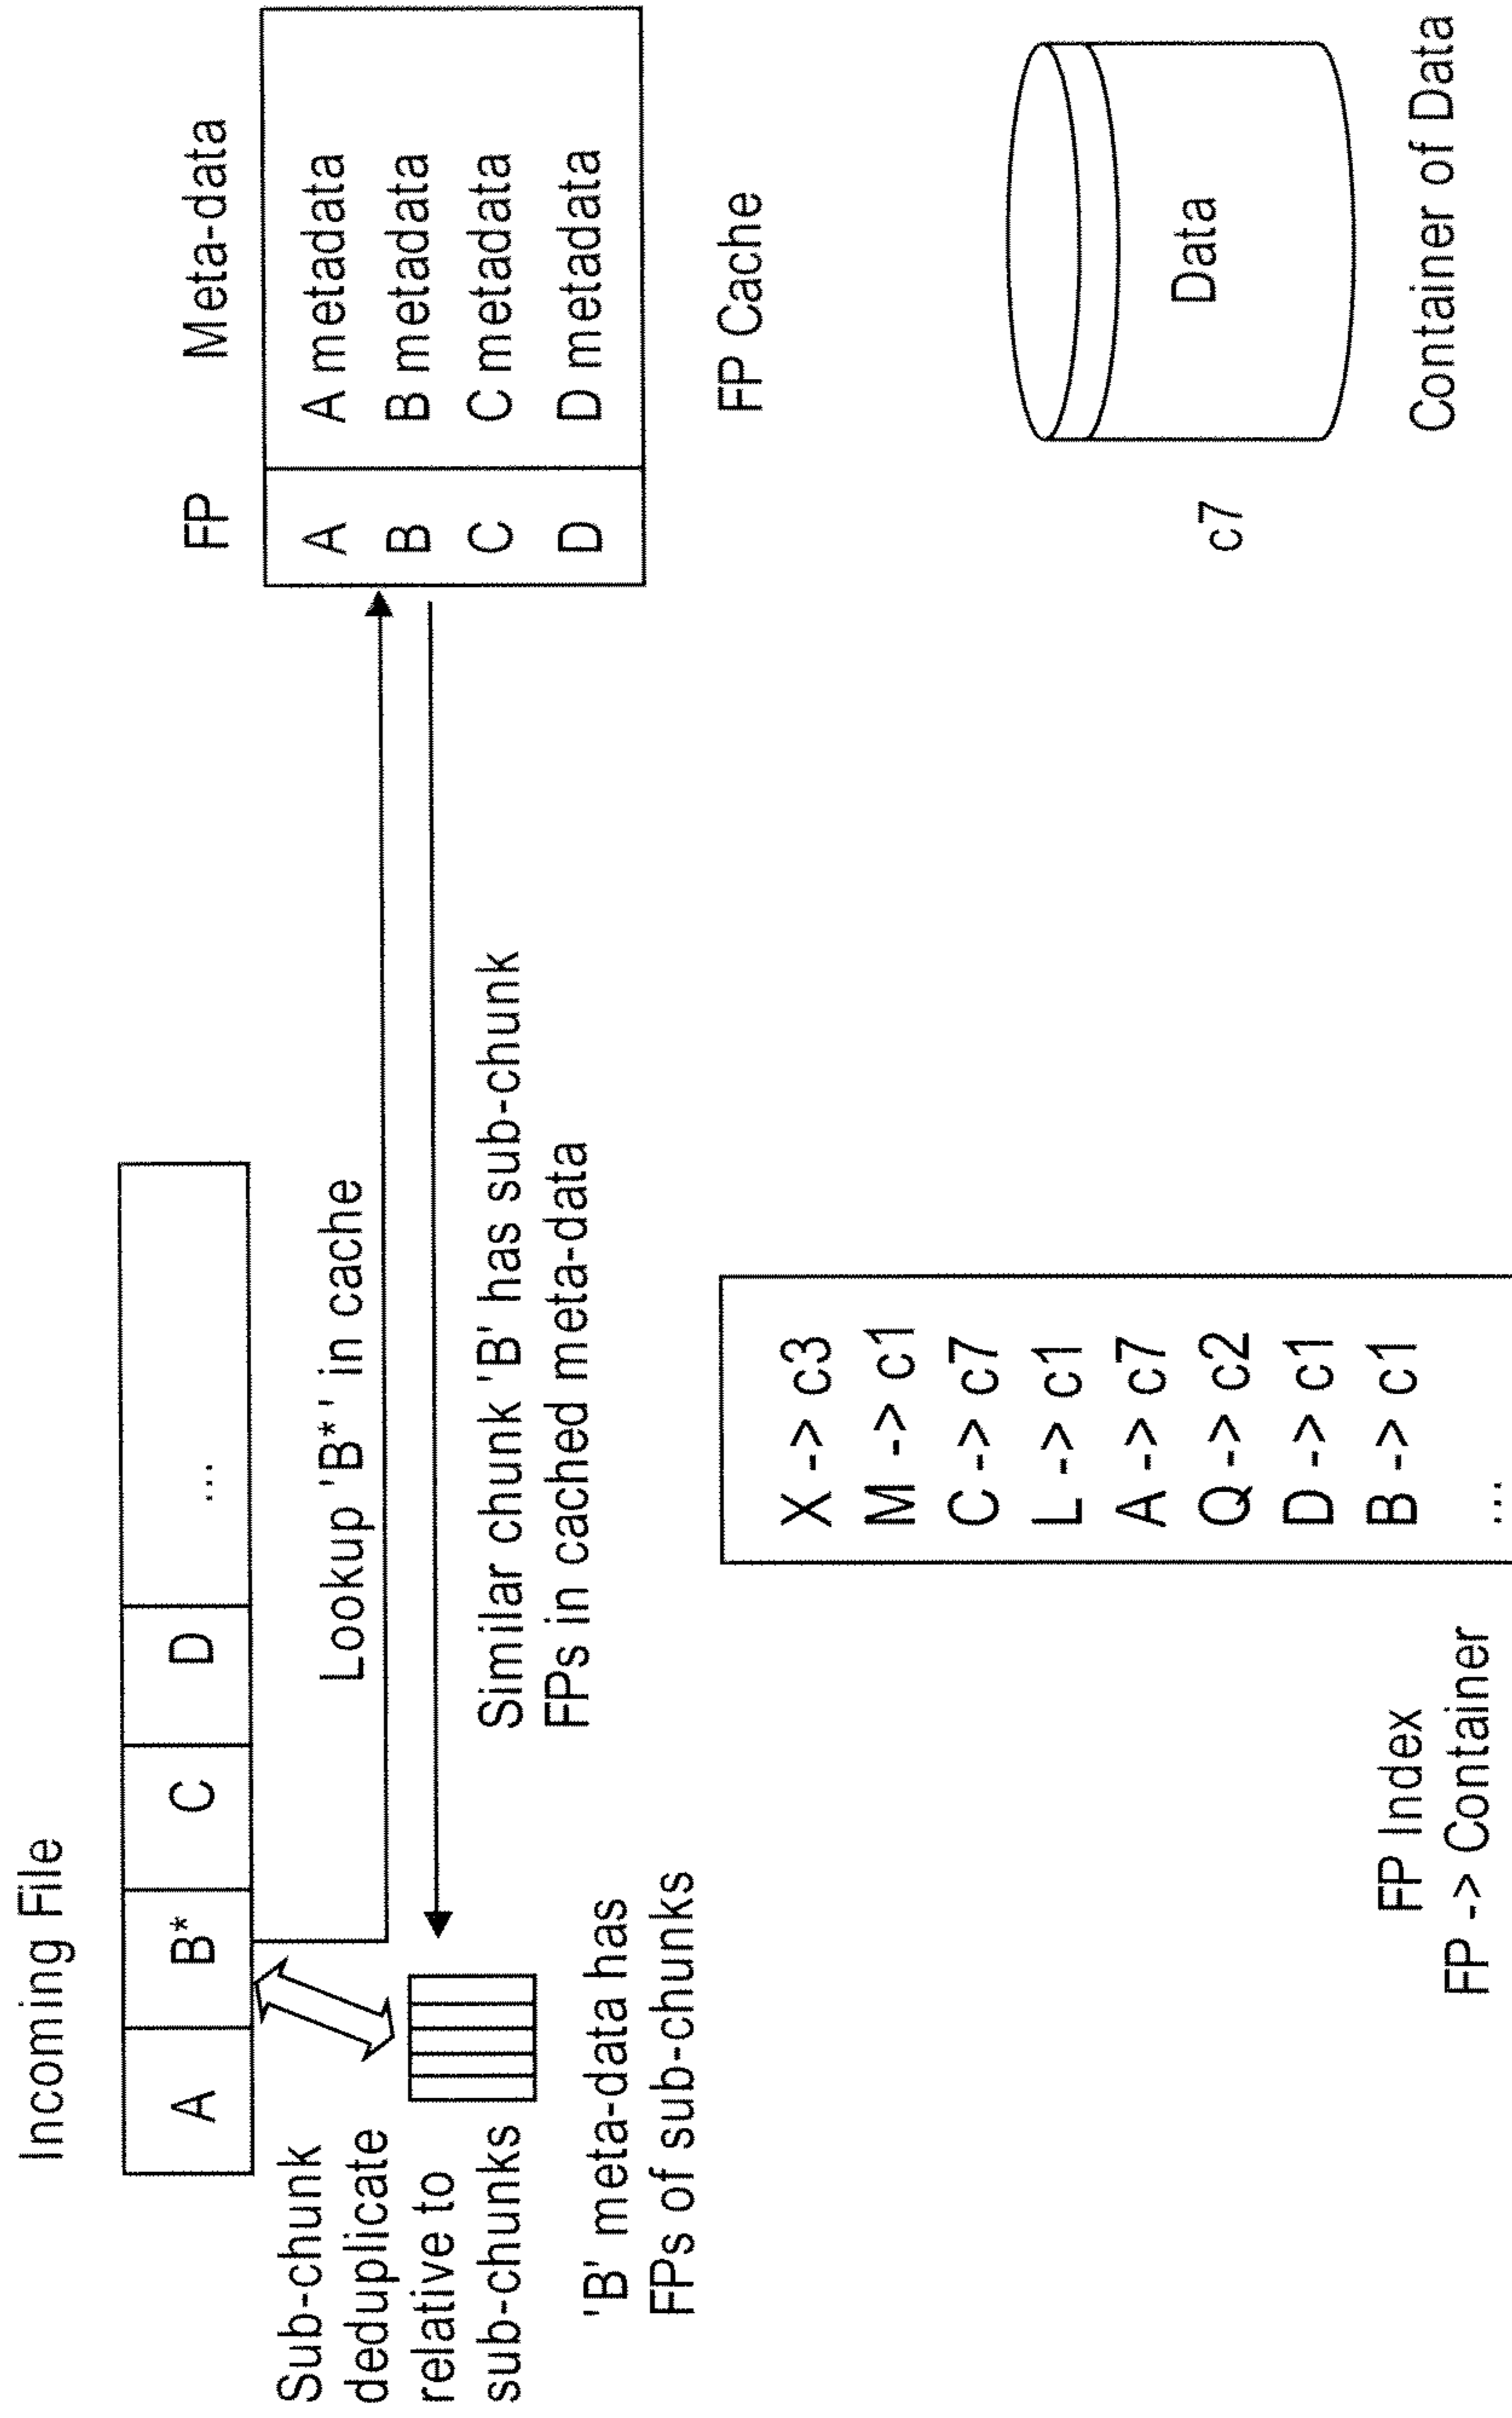 Incoming File
A B* C D ...
Sub-chunk
deduplicate
relative to
sub-chunks
Lookup 'B*' in cache
Similar chunk 'B' has sub-chunk
FPs in cached meta-data
'B' meta-data has
FPs of sub-chunks
FP Meta-data
A A metadata
B B metadata
C C metadata
D D metadata
FP Cache
FP Index
FP -> Container
X -> c3
M -> c1
C -> c7
L -> c1
A -> c7
Q -> c2
D -> c1
B -> c1
...
c7
Data
Container of Data